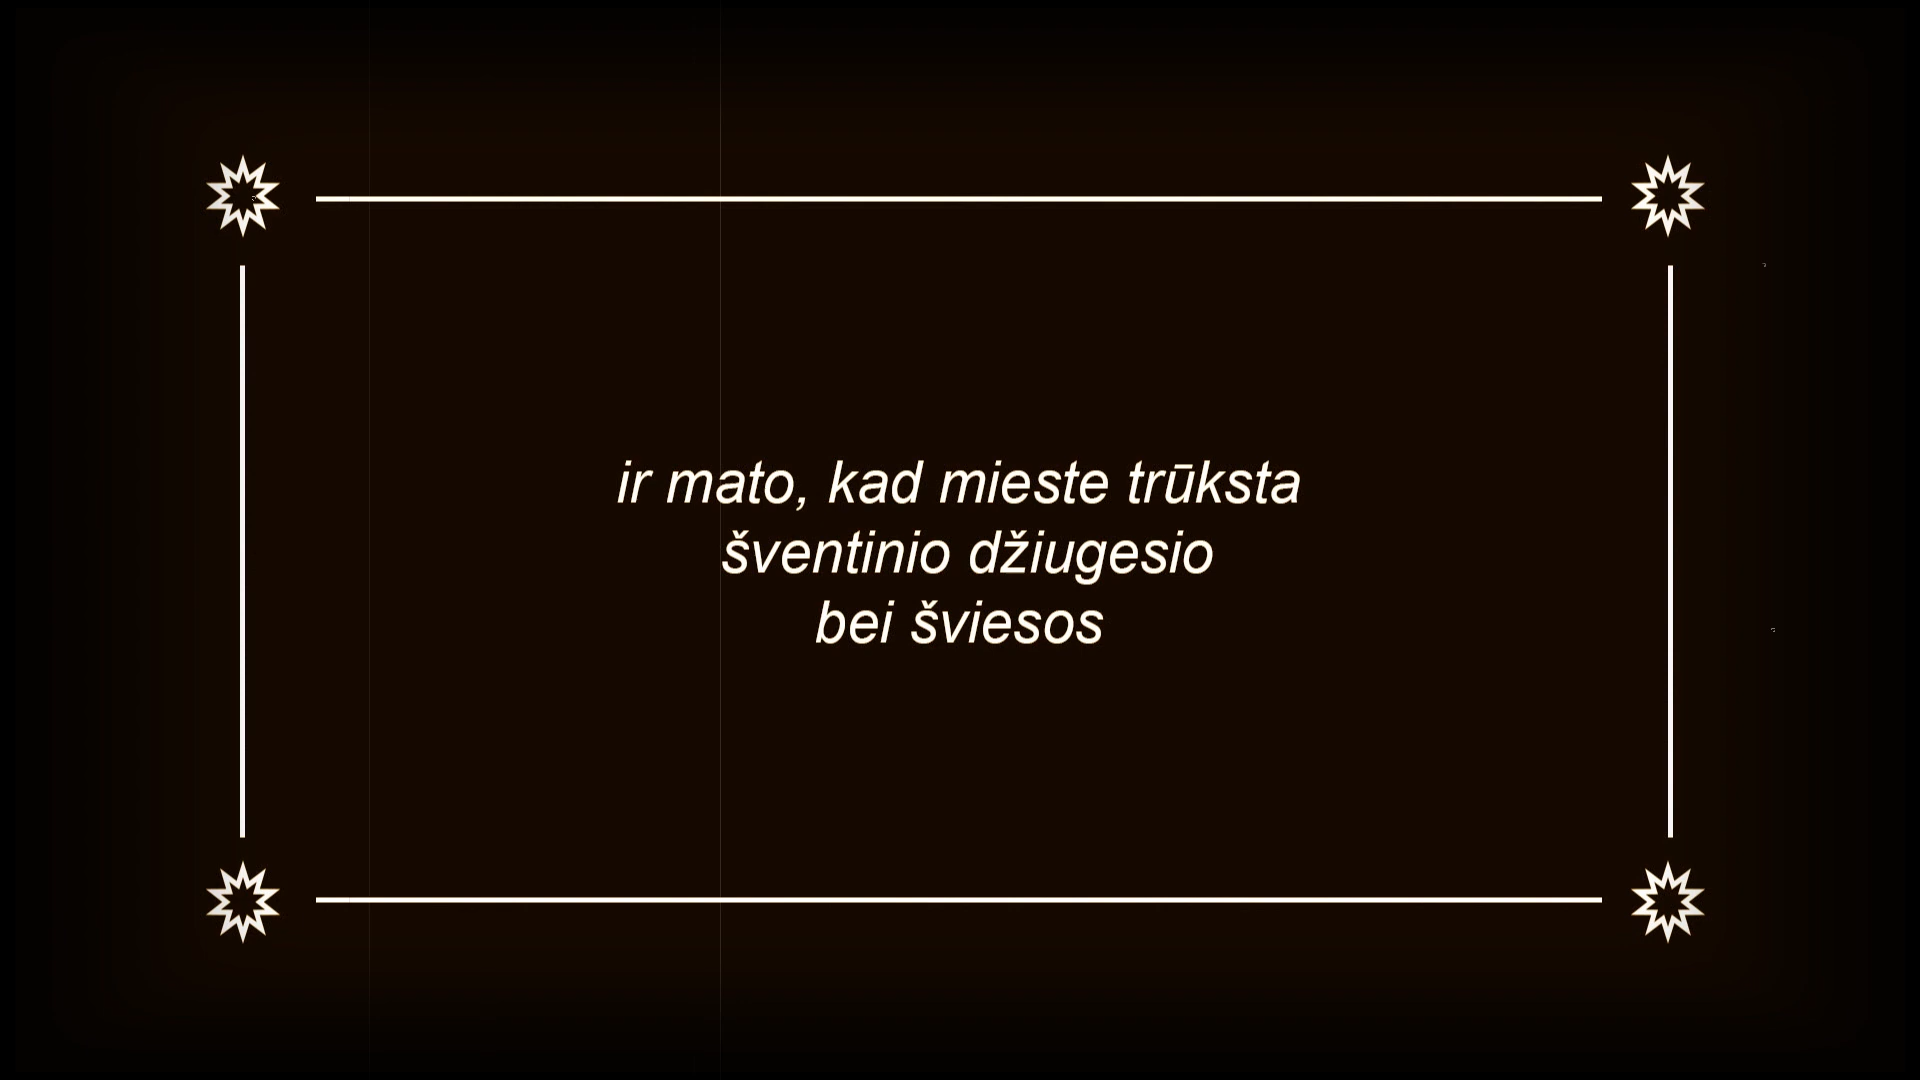 ir mato, kad mieste trūksta
šventinio džiugesio
bei šviesos